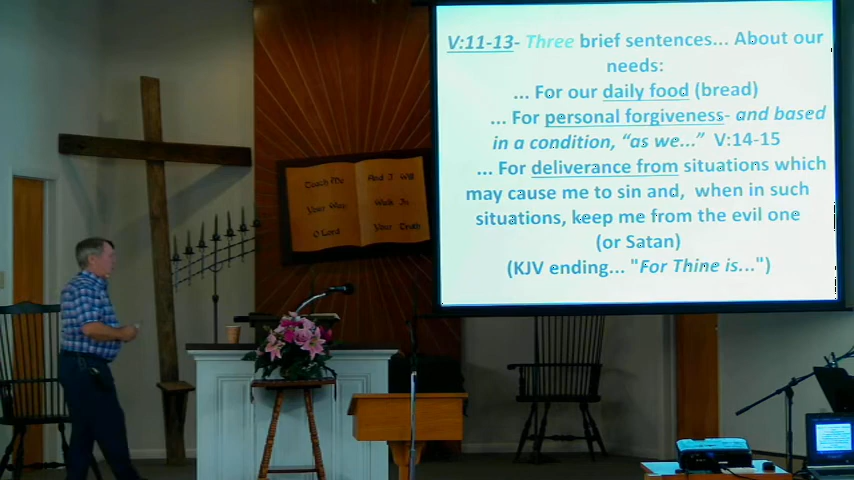 V:11-13- Three brief sentences... About our
needs:
... For our daily food (bread)
... For personal forgiveness- and based
in a condition, "as we..." V:14-15
... For deliverance from situations which
may cause me to sin and, when in such
situations, keep me from the evil one
(or Satan)
(KJV ending... "For Thine is...")
Teach Me
Your Way
O Lord
And I Will
Walk In
Your Truth